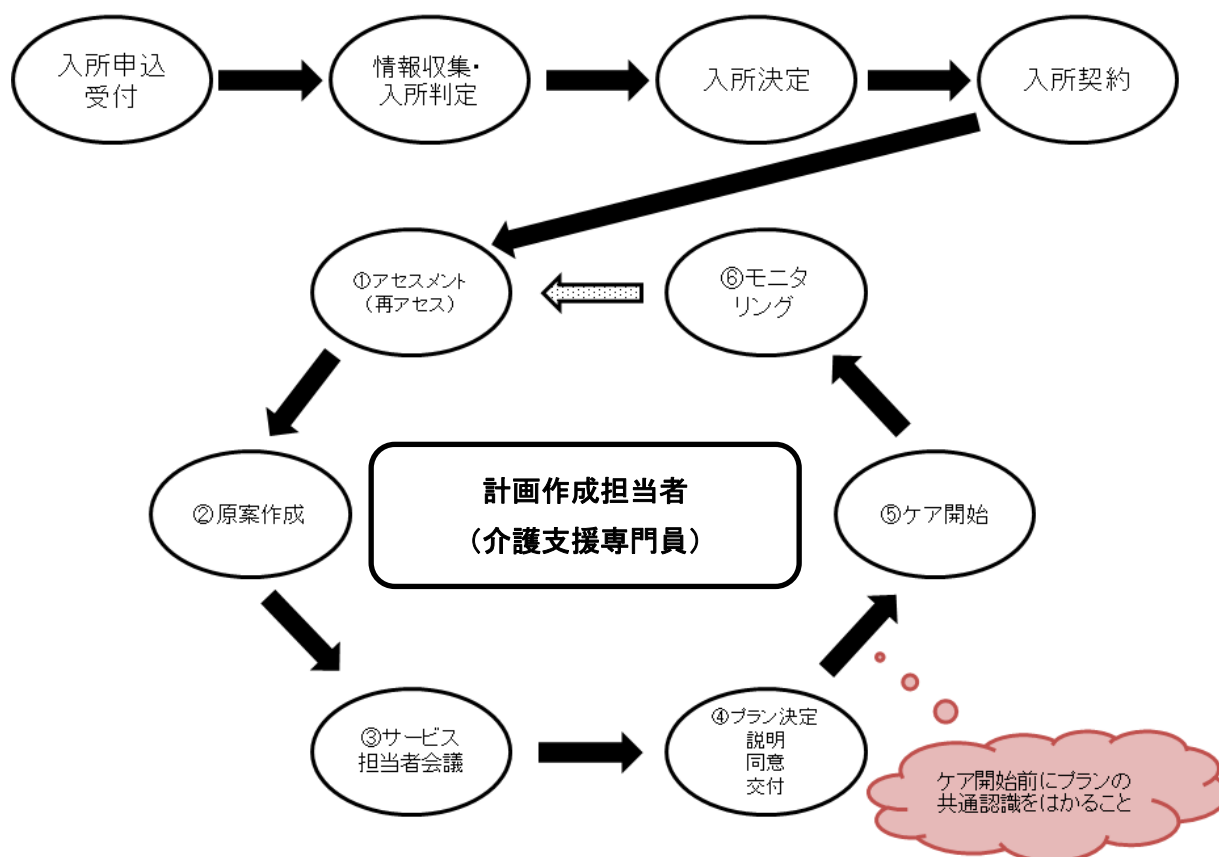 入所申込
受付
情報収集・
入所判定
入所決定
入所契約
①アセスメント
(再アセス)
⑥モニタ
リング
②原案作成
計画作成担当者
（介護支援専門員）
⑤ケア開始
③サービス
担当者会議
④プラン決定
説明
同意
交付
ケア開始前にプランの
共通認識をはかること